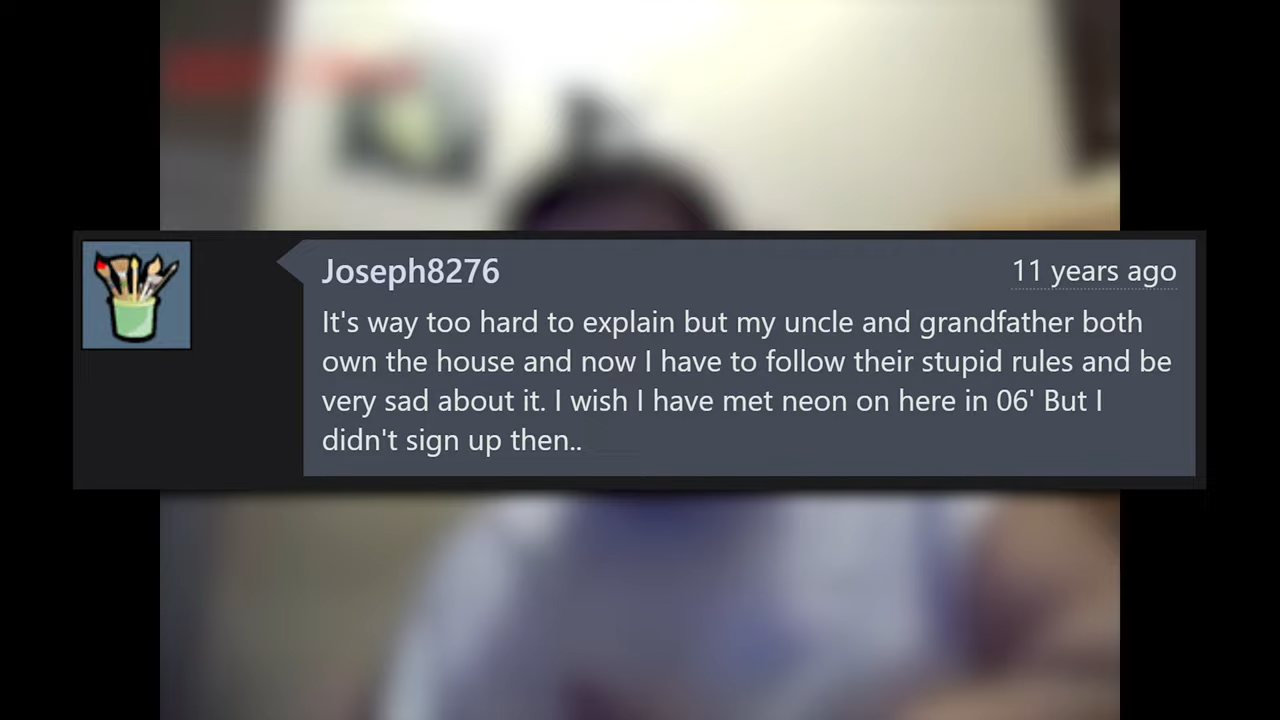 Joseph8276
11 years ago
It's way too hard to explain but my uncle and grandfather both
own the house and now I have to follow their stupid rules and be
very sad about it. I wish I have met neon on here in 06' But I
didn't sign up then..